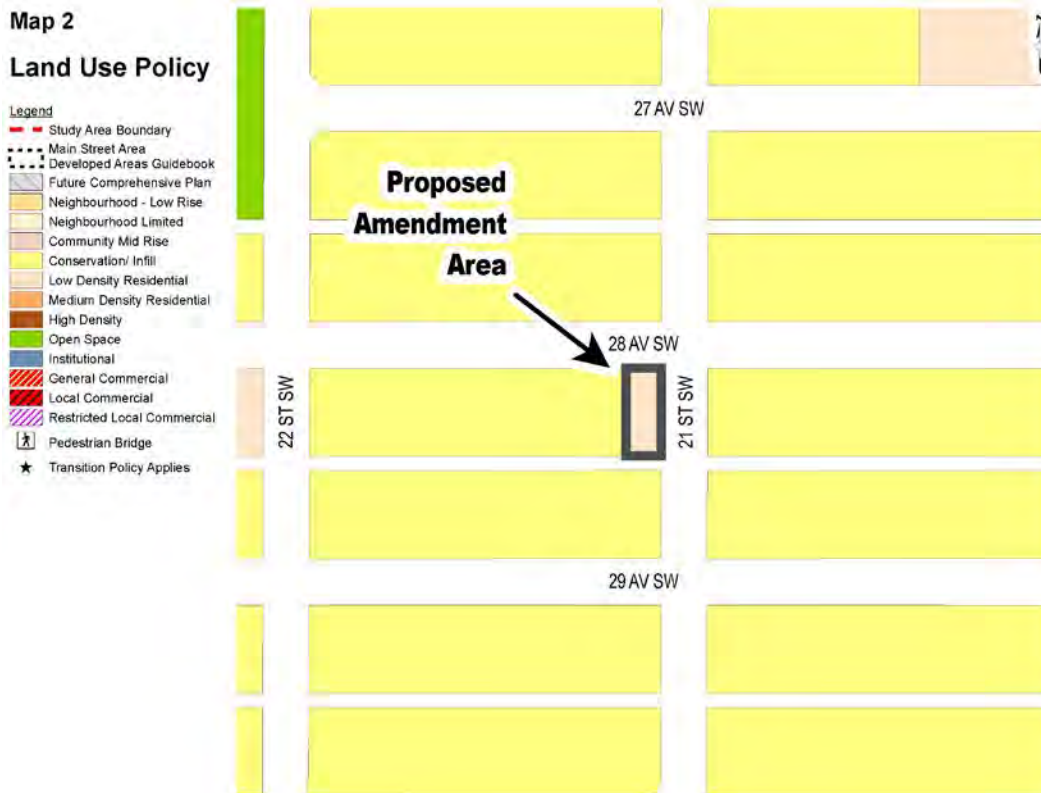 Map 2
Land Use Policy
Legend
Study Area Boundary
Main Street Area
Developed Areas Guidebook
Future Comprehensive Plan
Neighbourhood - Low Rise
Neighbourhood Limited
Community Mid Rise
Conservation/ Infill
Low Density Residential
Medium Density Residential
High Density
Open Space
Institutional
General Commercial
Local Commercial
Restricted Local Commercial
Pedestrian Bridge
Transition Policy Applies
27 AV SW
Proposed
Amendment
Area
28 AV SW
22 ST SW
21 ST SW
29 AV SW